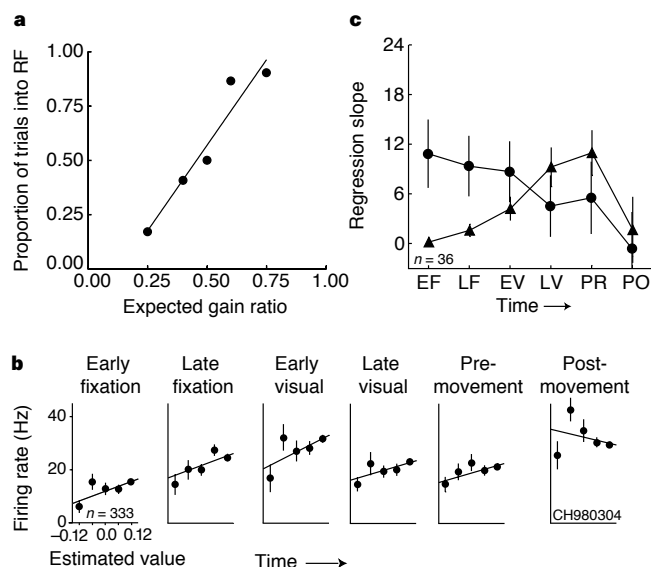 a
1.00
0.75
0.50
0.25
0.00
Proportion of trials into RF
0.00 0.25 0.50 0.75 1.00
Expected gain ratio
c
24
18
12
6
0
Regression slope
n = 36
EF LF EV LV PR PO
Time
b
Early fixation
Late fixation
Early visual
Late visual
Pre-movement
Post-movement
40
20
0
Firing rate (Hz)
n = 333
CH980304
−0.12 0.0 0.12
Estimated value
Time